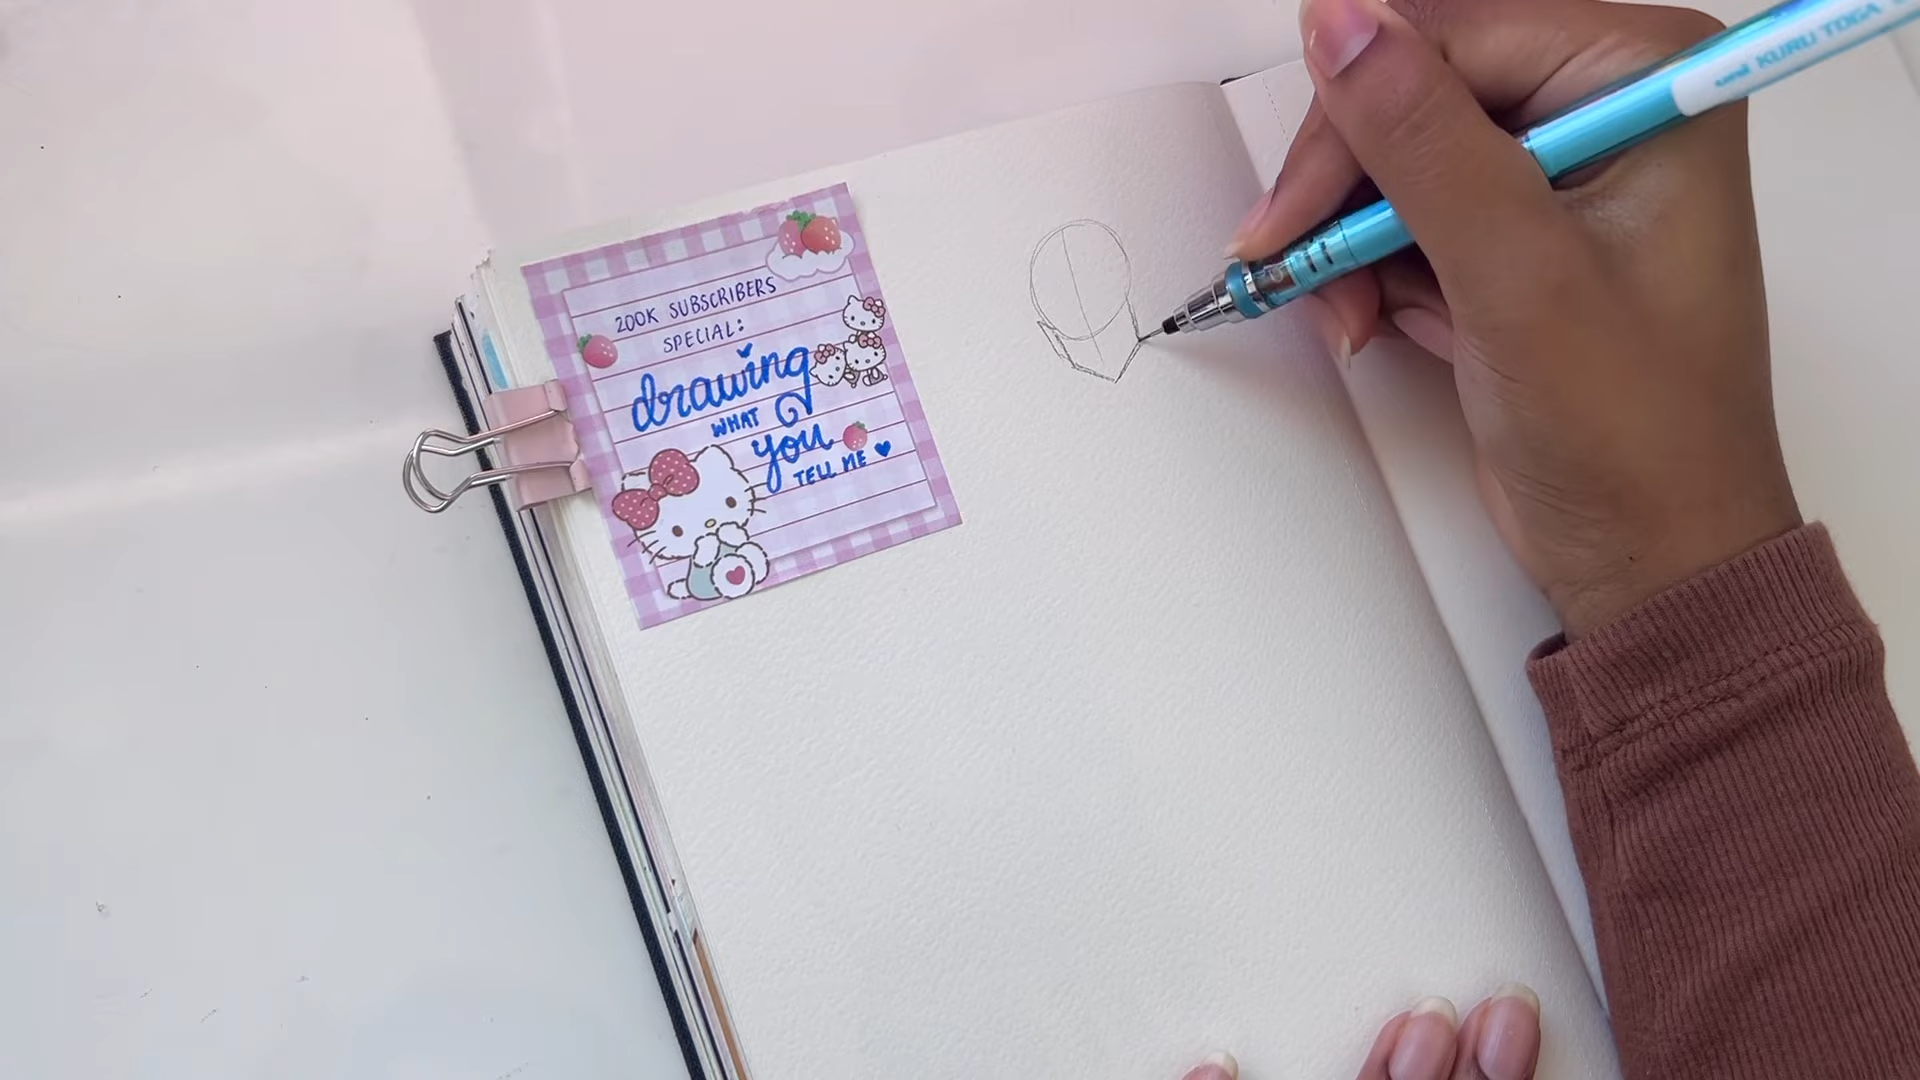 200K SUBSCRIBERS
SPECIAL:
drawing
WHAT
you
TELL ME
uni KURU TOGA